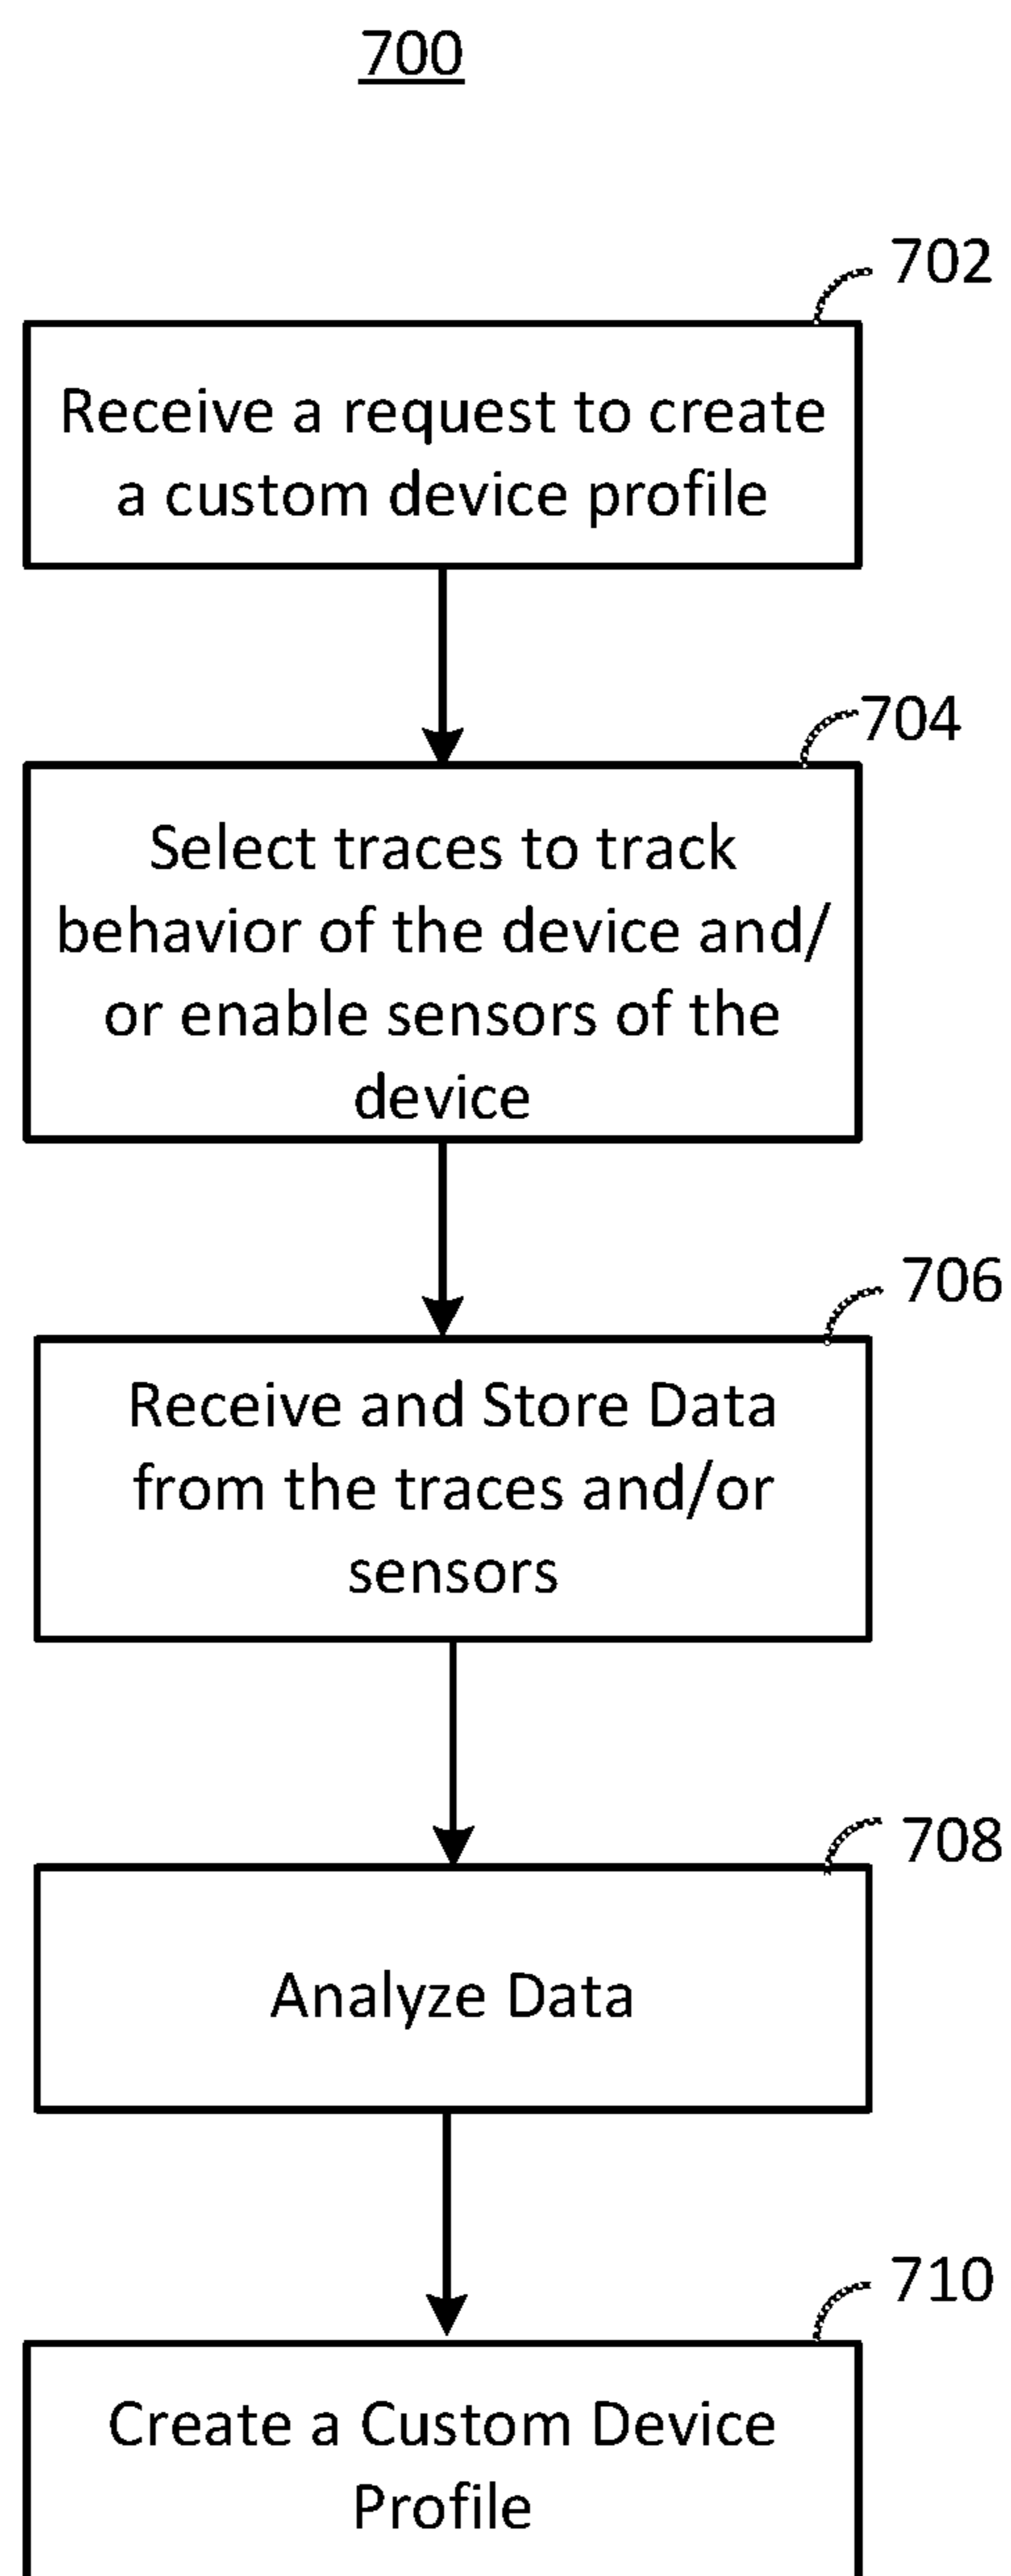 700
702
Receive a request to create
a custom device profile
704
Select traces to track
behavior of the device and/
or enable sensors of the
device
706
Receive and Store Data
from the traces and/or
sensors
708
Analyze Data
710
Create a Custom Device
Profile